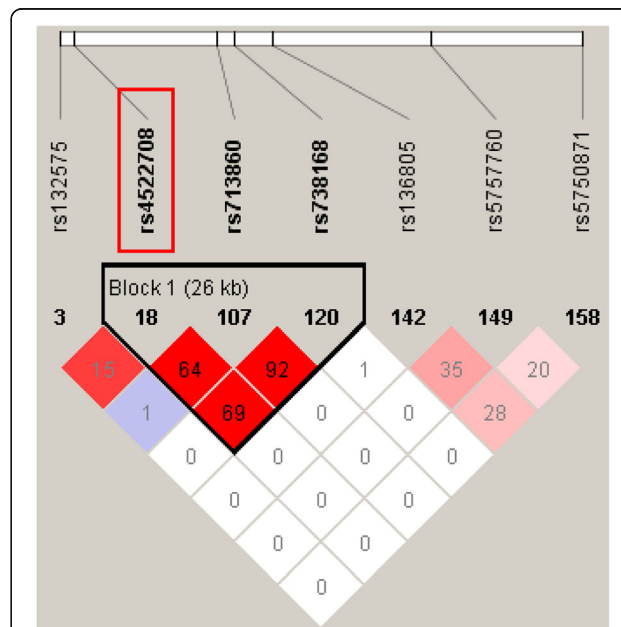 rs132575
rs4522708
rs713860
rs738168
rs136805
rs5757760
rs5750871
Block 1 (26 kb)
3 18 107 120 142 149 158
15 64 92 1 35 20
1 69 0 0 28
0 0 0 0
0 0 0
0 0
0